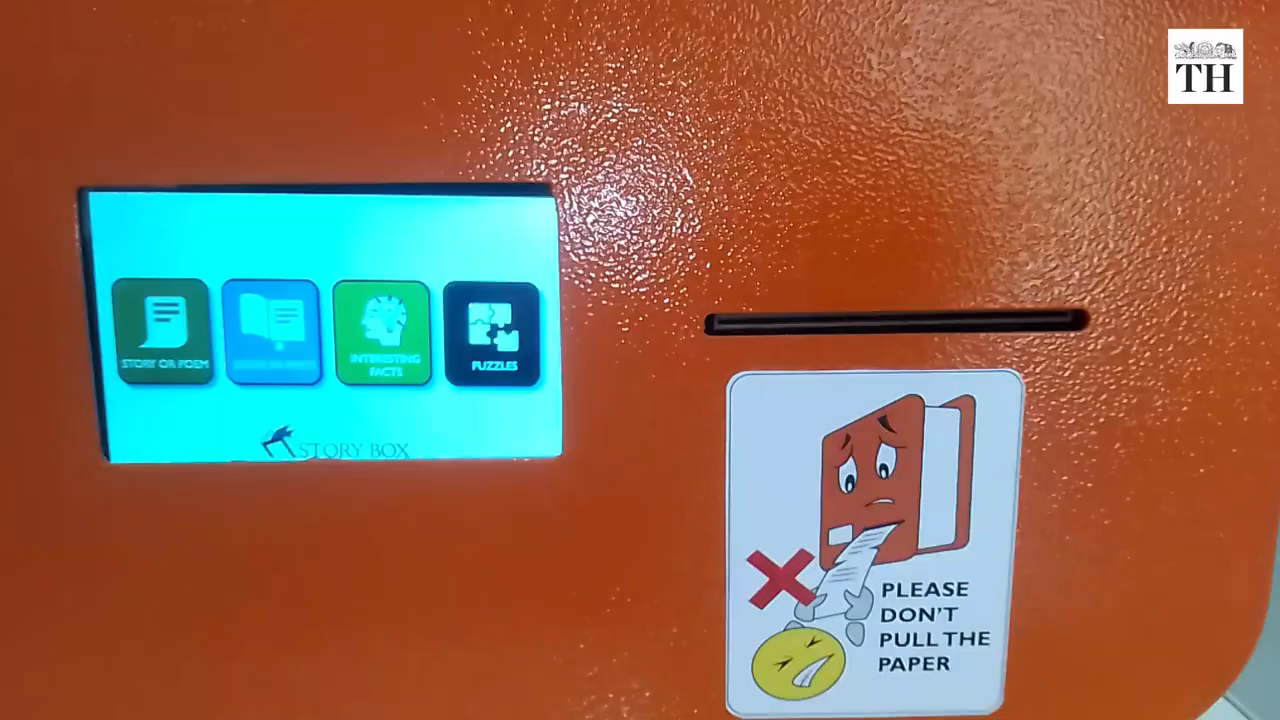 TH
STORY OR POEM
INTERESTING
FACTS
PUZZLES
STORY BOX
PLEASE
DON'T
PULL THE
PAPER